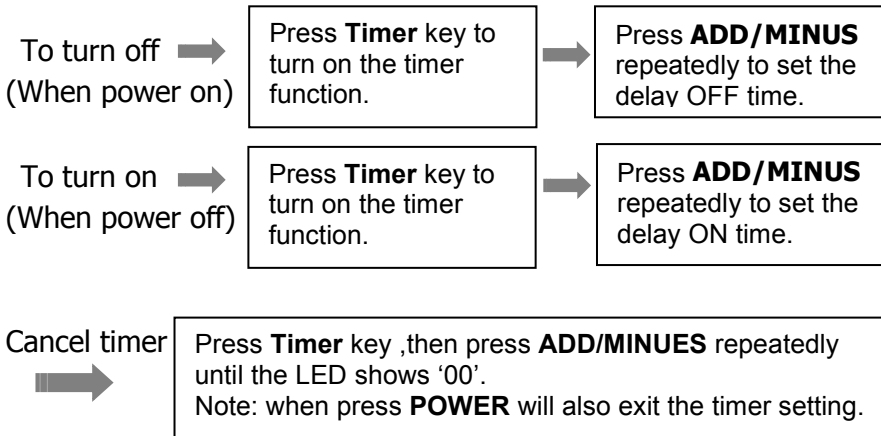 To turn off
(When power on)
Press Timer key to
turn on the timer
function.
Press ADD/MINUS
repeatedly to set the
delay OFF time.
To turn on
(When power off)
Press Timer key to
turn on the timer
function.
Press ADD/MINUS
repeatedly to set the
delay ON time.
Cancel timer
Press Timer key ,then press ADD/MINUES repeatedly
until the LED shows ‘00’.
Note: when press POWER will also exit the timer setting.